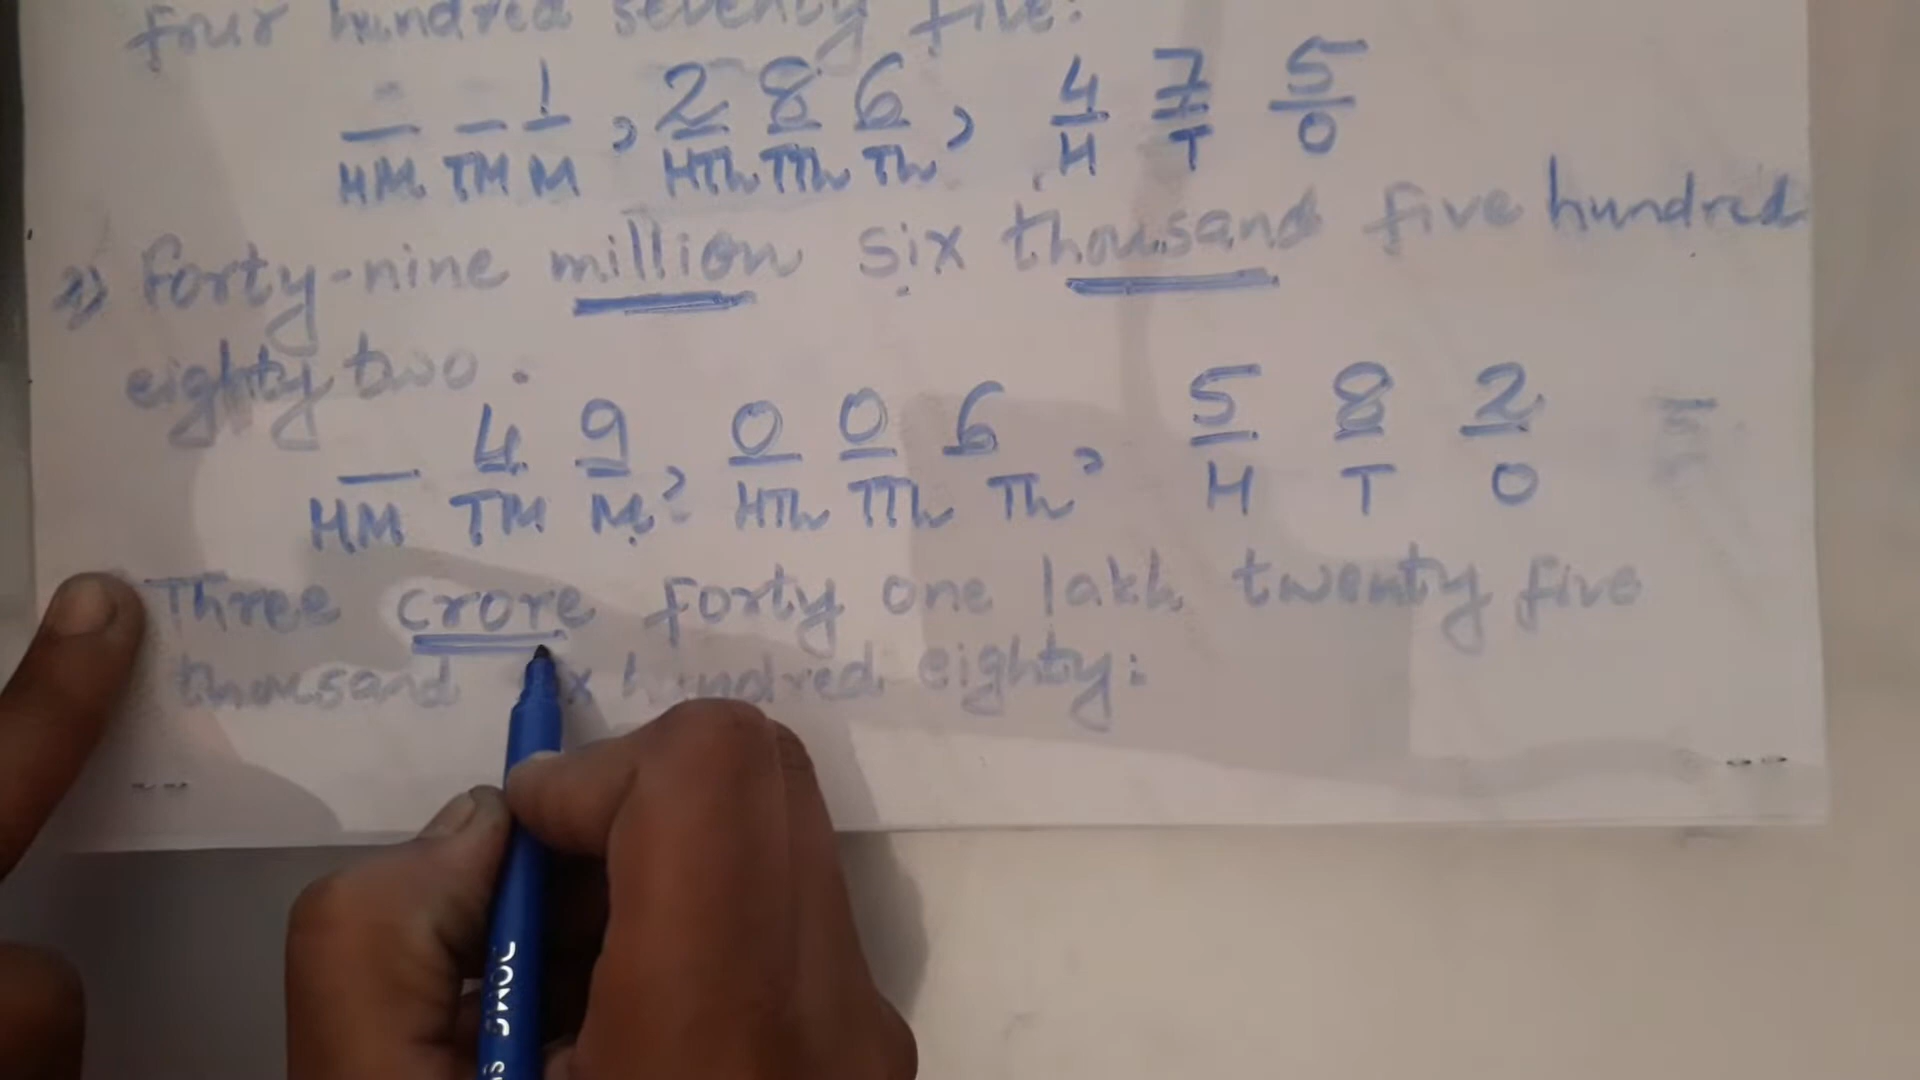 four hundred seventy five:
_ _ 1 , 2 8 6 , 4 7 5
HM TM M HTh TTh Th H T O
2) Forty-nine million six thousand five hundred
eighty two.
_ 4 9 , 0 0 6 , 5 8 2
HM TM M HTh TTh Th H T O
Three crore forty one lakh twenty five
thousand hundred eighty:
DOMS